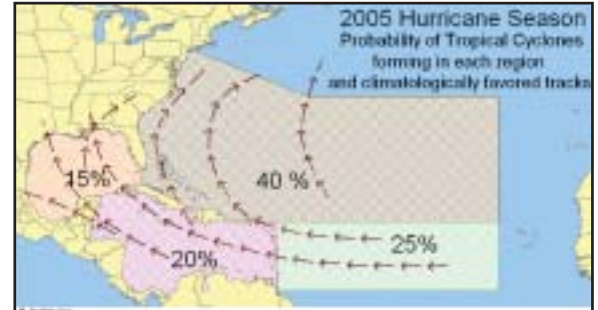 2005 Hurricane Season
Probability of Tropical Cyclones
forming in each region
and climatologically favored tracks
15%
40 %
25%
20%